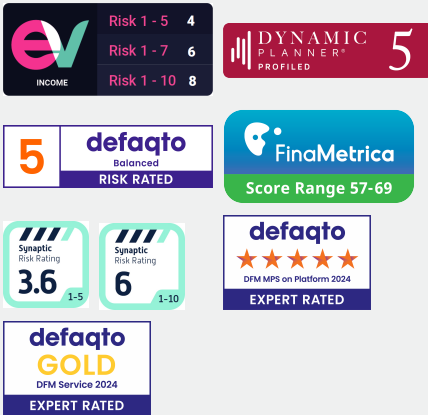 ev
INCOME
Risk 1 - 5 4
Risk 1 - 7 6
Risk 1 - 10 8
DYNAMIC
PLANNER®
PROFILED
5
5
defaqto
Balanced
RISK RATED
FinaMetrica
Score Range 57-69
Synaptic
Risk Rating
3.6
1-5
Synaptic
Risk Rating
6
1-10
defaqto
DFM MPS on Platform 2024
EXPERT RATED
defaqto
GOLD
DFM Service 2024
EXPERT RATED